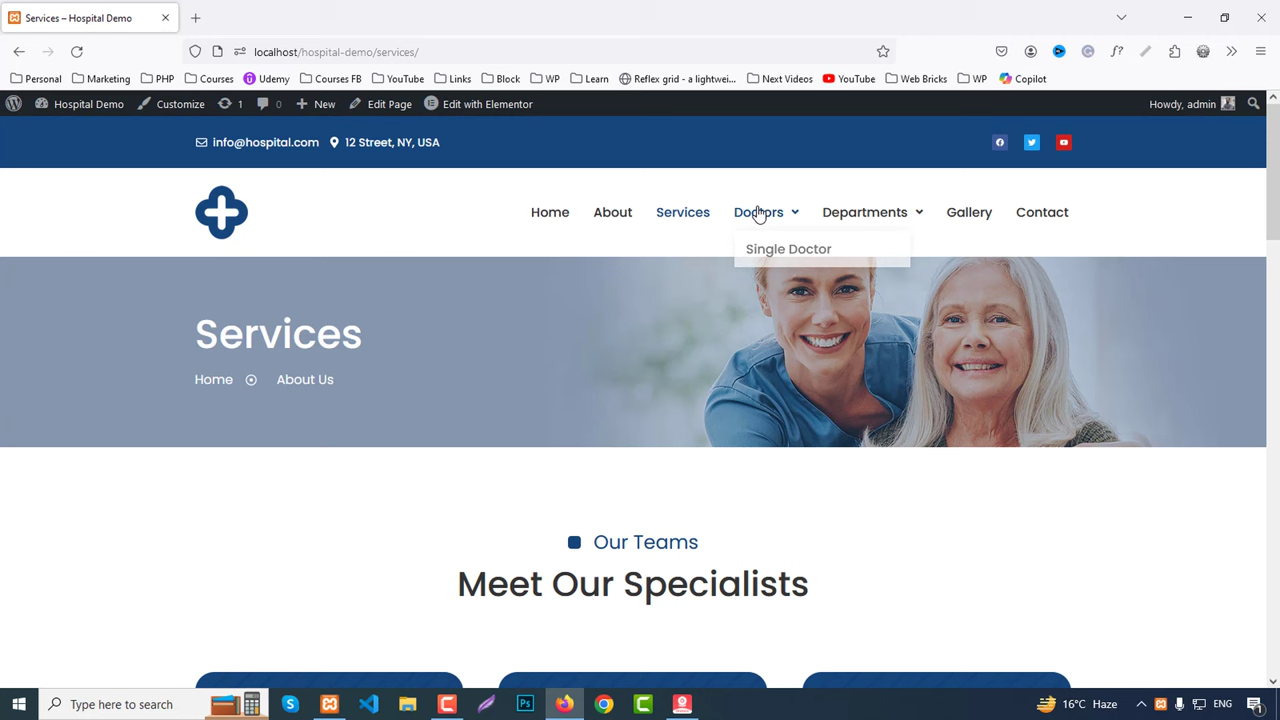 Services – Hospital Demo
localhost/hospital-demo/services/
Personal Marketing PHP Courses Udemy Courses FB YouTube Links Block WP Learn Reflex grid - a lightwei... Next Videos YouTube Web Bricks WP Copilot
Hospital Demo Customize 1 0 New Edit Page Edit with Elementor Howdy, admin
info@hospital.com 12 Street, NY, USA
Home About Services Doctors Departments Gallery Contact
Single Doctor
Services
Home About Us
Our Teams
Meet Our Specialists
Type here to search Ps 16°C Haze ENG 1